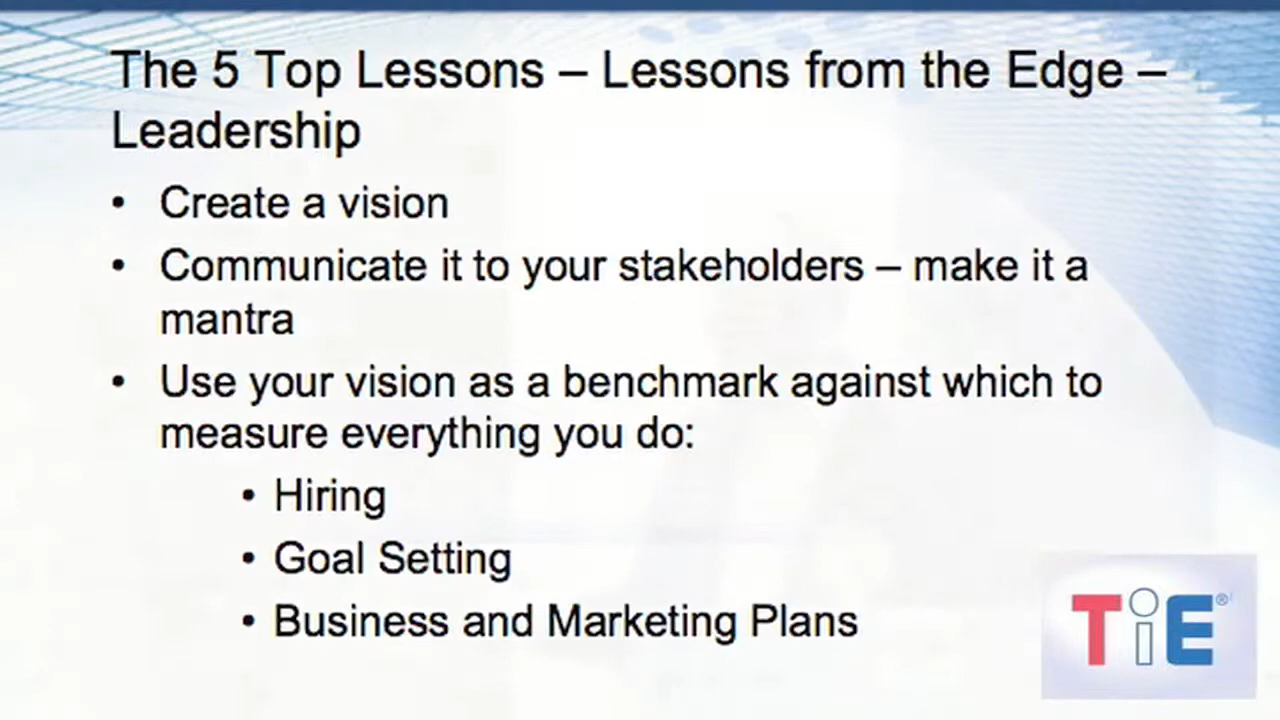 The 5 Top Lessons – Lessons from the Edge –
Leadership
• Create a vision
• Communicate it to your stakeholders – make it a
mantra
• Use your vision as a benchmark against which to
measure everything you do:
• Hiring
• Goal Setting
• Business and Marketing Plans
TiE®